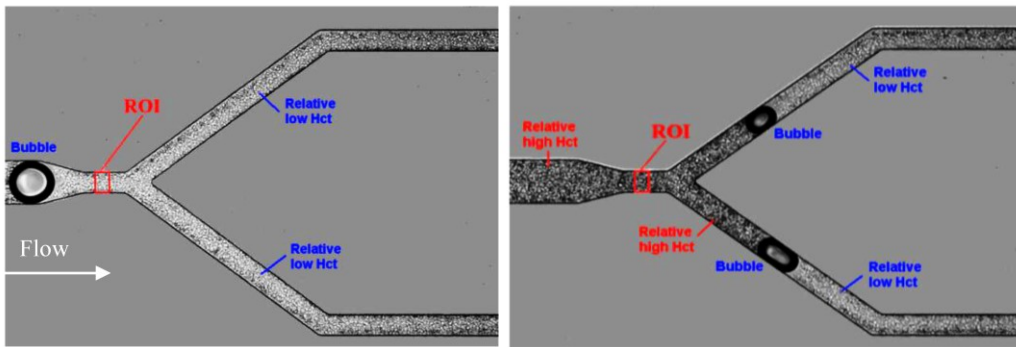 ROI
Relative
low Hct
Bubble
Flow
Relative
low Hct
Relative
low Hct
Relative
high Hct
ROI
Bubble
Relative
high Hct
Bubble
Relative
low Hct